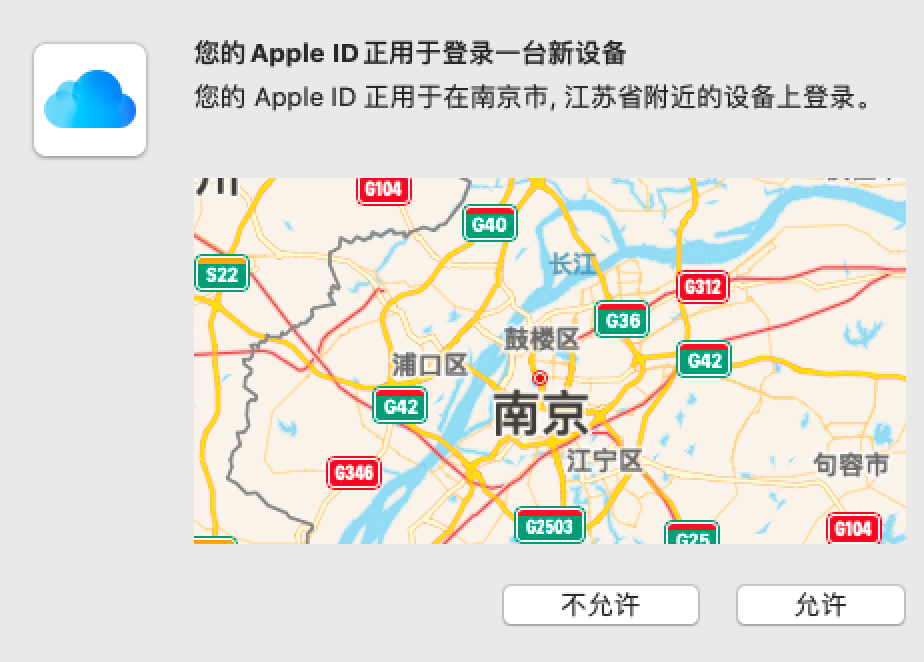 您的 Apple ID 正用于登录一台新设备
您的 Apple ID 正用于在南京市, 江苏省附近的设备上登录。
G104
G40
长江
S22
G312
G36
鼓楼区
浦口区
G42
G42
南京
江宁区
句容市
G346
G2503
G25
G104
不允许
允许